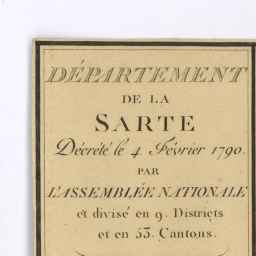 DÉPARTEMENT
DE LA
SARTE
Décrété le 4. Février 1790.
PAR
L'ASSEMBLÉE NATIONALE
et divisé en 9. Districts
et en 53. Cantons.